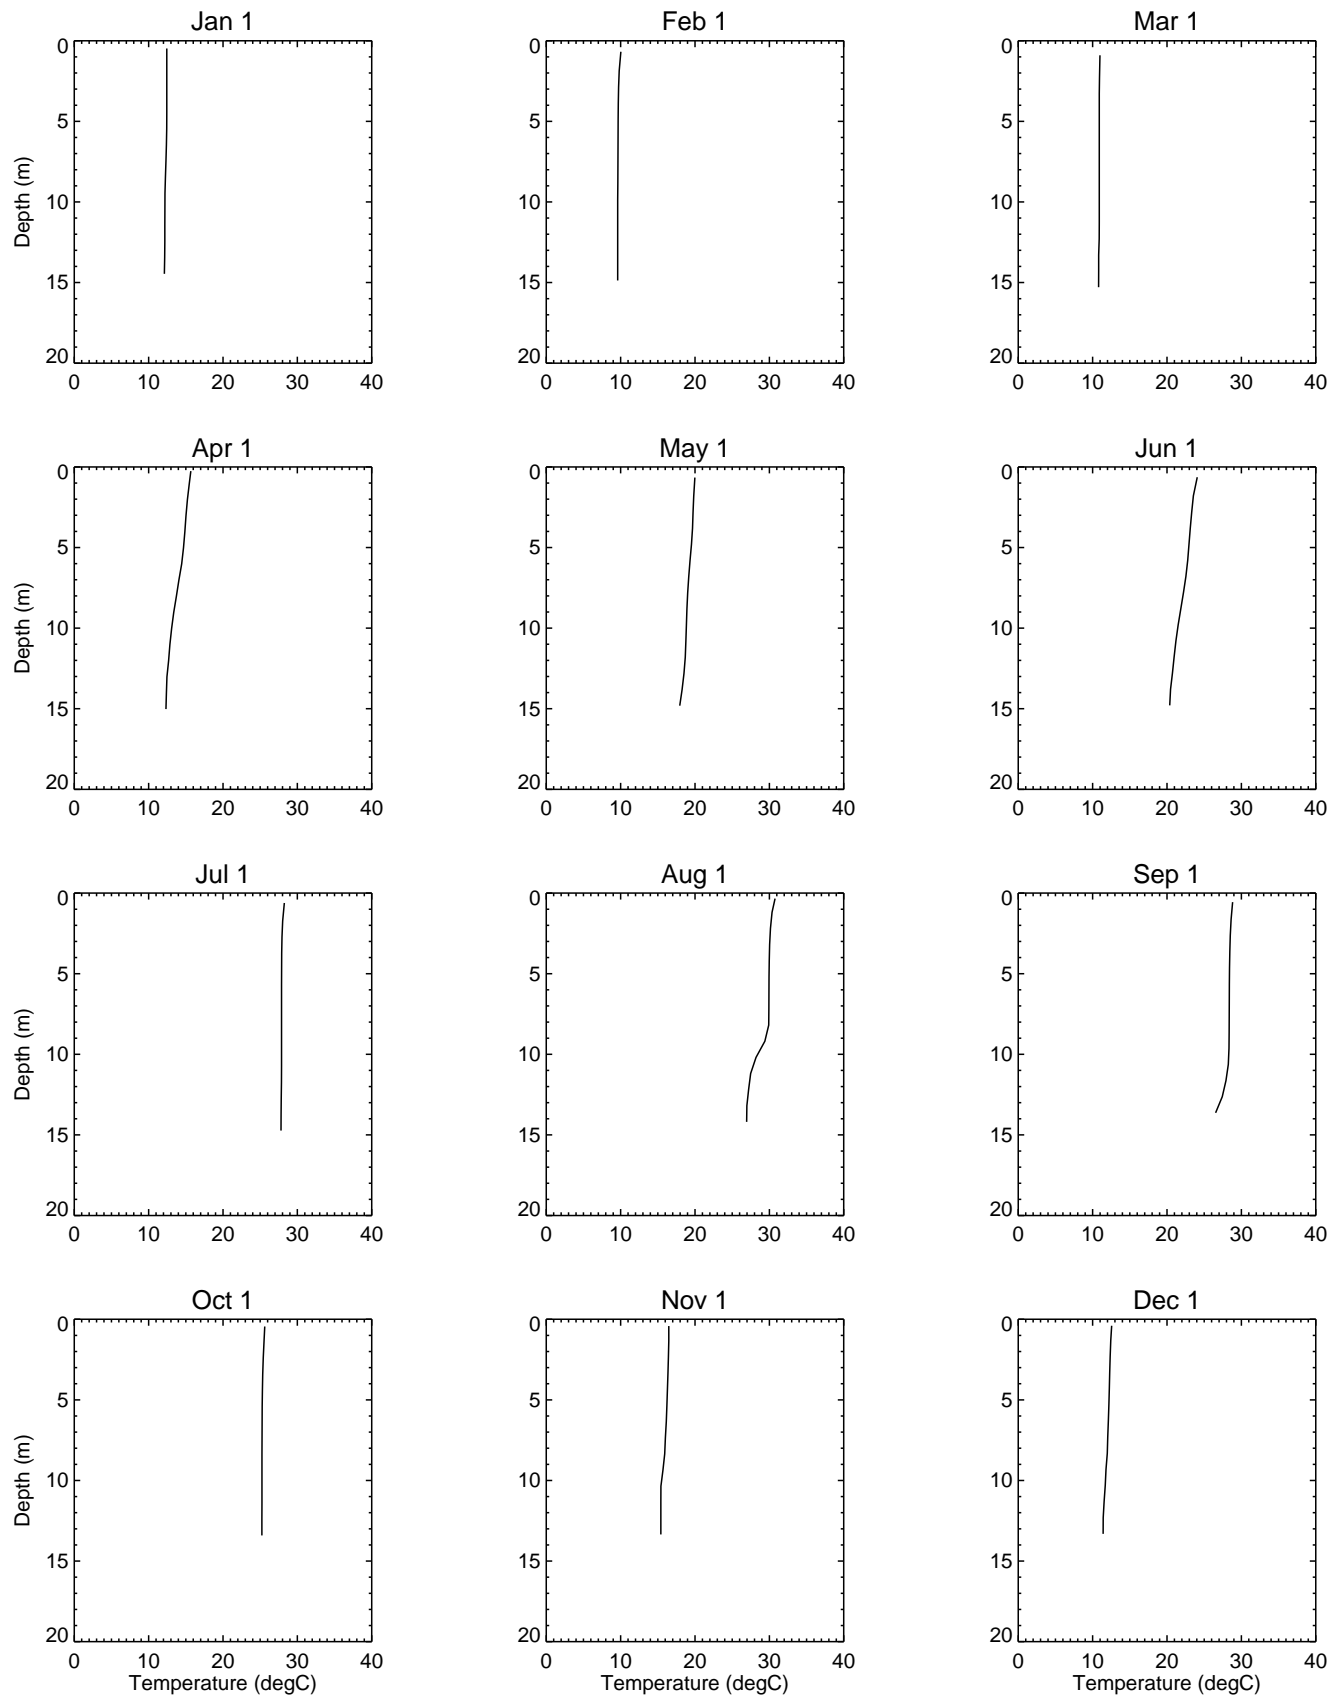 Jan 1 Feb 1 Mar 1
0 0 0
5 5 5
Depth (m)
10 10 10
15 15 15
20 20 20
0 10 20 30 40 0 10 20 30 40 0 10 20 30 40
Apr 1 May 1 Jun 1
0 0 0
5 5 5
Depth (m)
10 10 10
15 15 15
20 20 20
0 10 20 30 40 0 10 20 30 40 0 10 20 30 40
Jul 1 Aug 1 Sep 1
0 0 0
5 5 5
Depth (m)
10 10 10
15 15 15
20 20 20
0 10 20 30 40 0 10 20 30 40 0 10 20 30 40
Oct 1 Nov 1 Dec 1
0 0 0
5 5 5
Depth (m)
10 10 10
15 15 15
20 20 20
0 10 20 30 40 0 10 20 30 40 0 10 20 30 40
Temperature (degC) Temperature (degC) Temperature (degC)